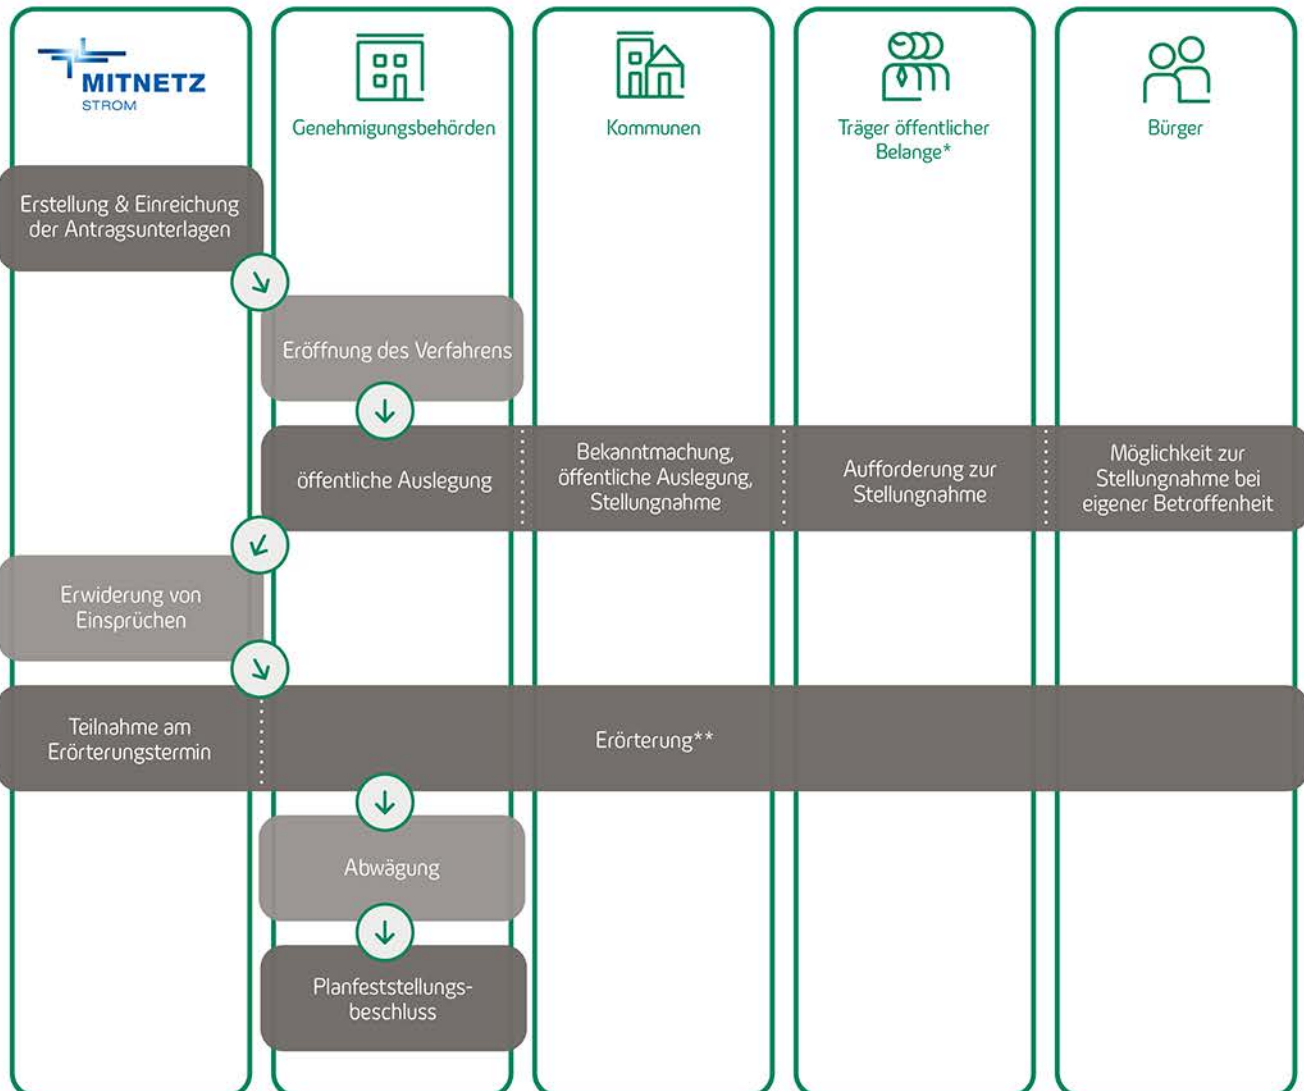 MITNETZ
STROM
Genehmigungsbehörden
Kommunen
Träger öffentlicher
Belange*
Bürger
Erstellung & Einreichung
der Antragsunterlagen
Eröffnung des Verfahrens
öffentliche Auslegung
Bekanntmachung,
öffentliche Auslegung,
Stellungnahme
Aufforderung zur
Stellungnahme
Möglichkeit zur
Stellungnahme bei
eigener Betroffenheit
Erwiderung von
Einsprüchen
Teilnahme am
Erörterungstermin
Erörterung**
Abwägung
Planfeststellungs-
beschluss